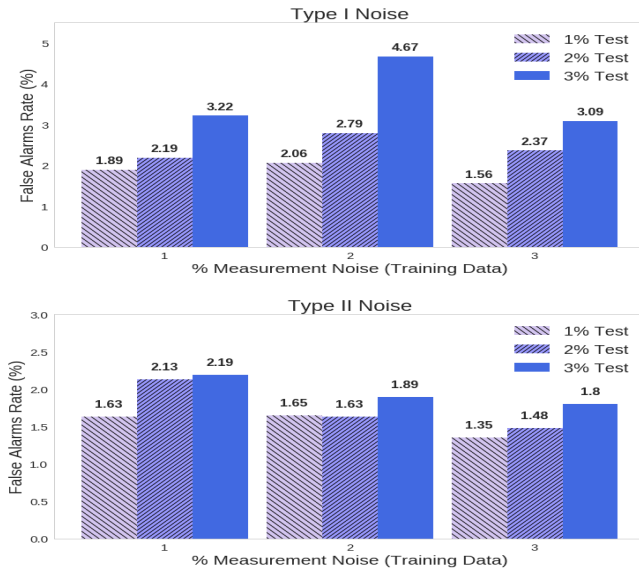 Type I Noise
5
4
3
2
1
0
False Alarms Rate (%)
1% Test
2% Test
3% Test
1.89
2.19
3.22
2.06
2.79
4.67
1.56
2.37
3.09
1 2 3
% Measurement Noise (Training Data)
Type II Noise
3.0
2.5
2.0
1.5
1.0
0.5
0.0
False Alarms Rate (%)
1% Test
2% Test
3% Test
1.63
2.13
2.19
1.65
1.63
1.89
1.35
1.48
1.8
1 2 3
% Measurement Noise (Training Data)